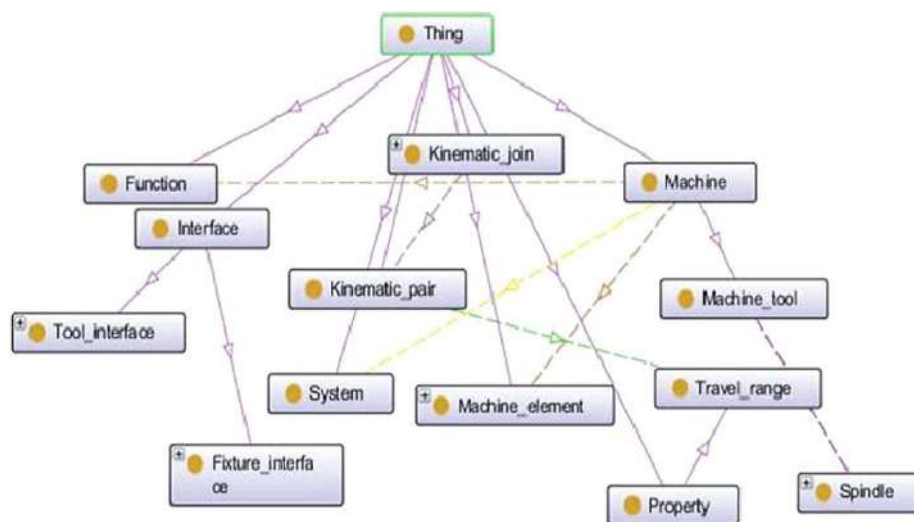 Thing
Kinematic_join
Function
Machine
Interface
Kinematic_pair
Machine_tool
Tool_interface
System
Machine_element
Travel_range
Fixture_interfa
ce
Property
Spindle